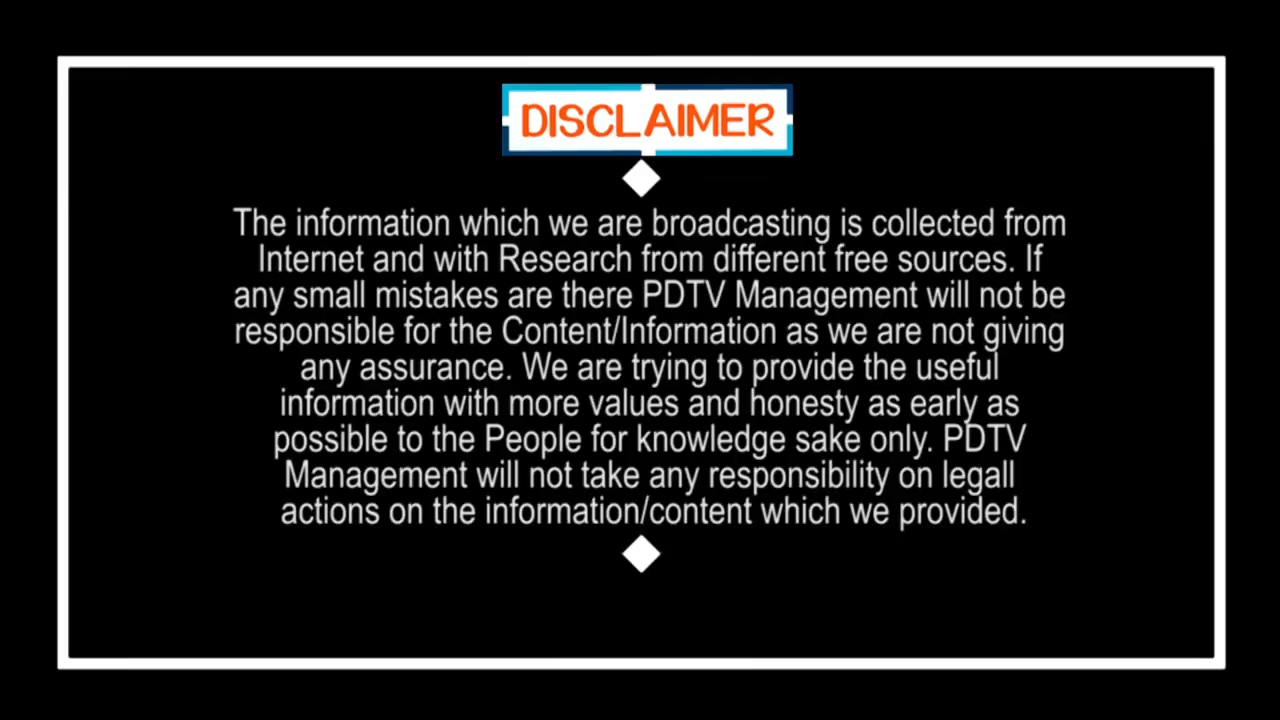 DISCLAIMER
The information which we are broadcasting is collected from
Internet and with Research from different free sources. If
any small mistakes are there PDTV Management will not be
responsible for the Content/Information as we are not giving
any assurance. We are trying to provide the useful
information with more values and honesty as early as
possible to the People for knowledge sake only. PDTV
Management will not take any responsibility on legall
actions on the information/content which we provided.